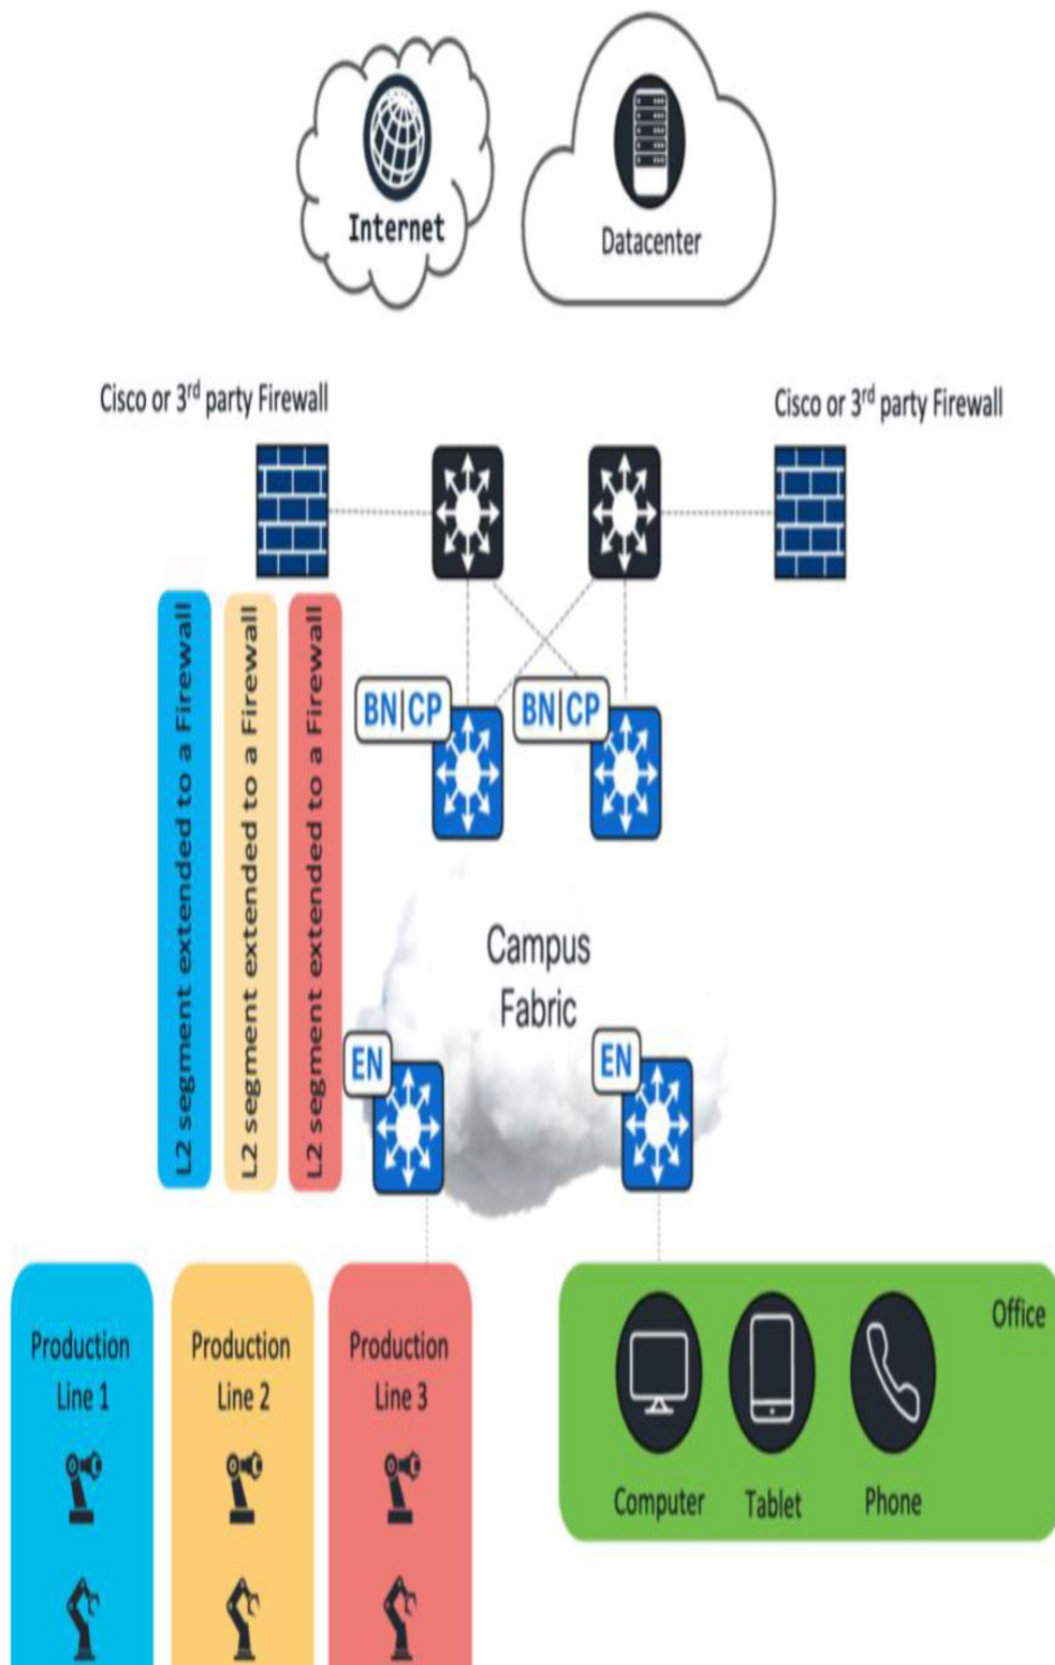 Internet
Datacenter
Cisco or 3rd party Firewall
Cisco or 3rd party Firewall
L2 segment extended to a Firewall
L2 segment extended to a Firewall
L2 segment extended to a Firewall
BN|CP
BN|CP
Campus
Fabric
EN
EN
Production
Line 1
Production
Line 2
Production
Line 3
Office
Computer
Tablet
Phone